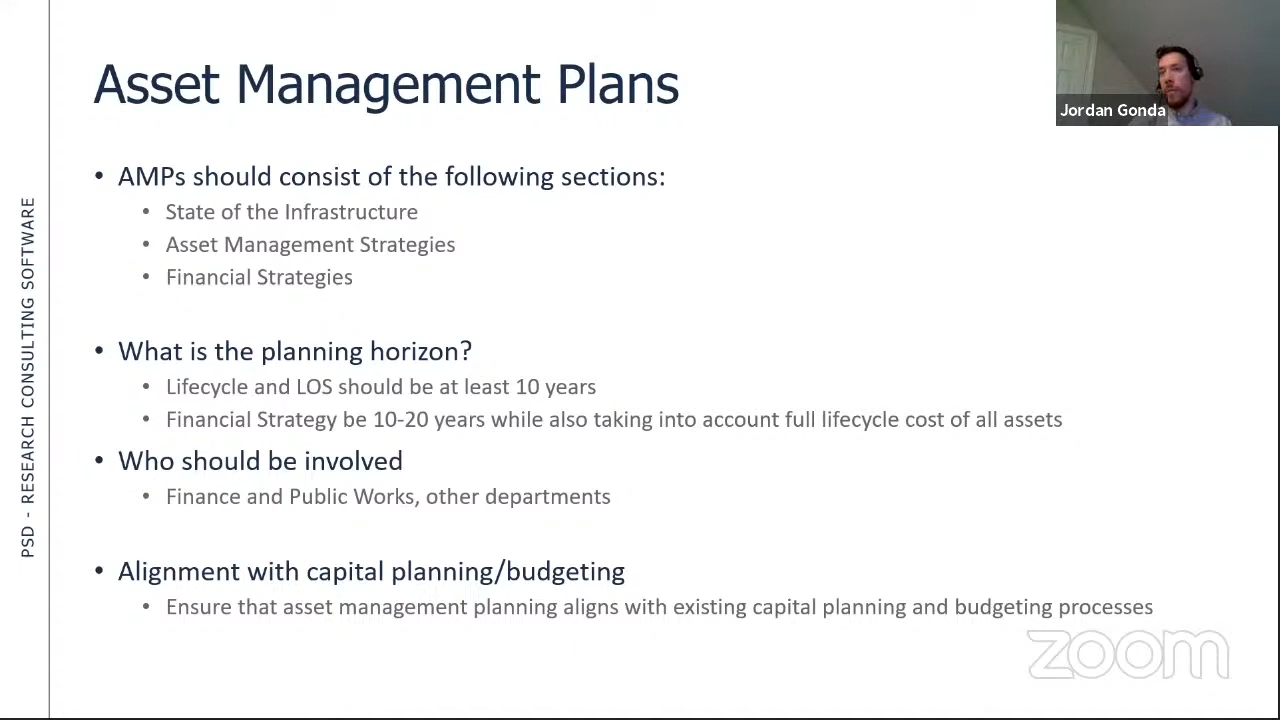 Asset Management Plans
Jordan Gonda
• AMPs should consist of the following sections:
• State of the Infrastructure
• Asset Management Strategies
• Financial Strategies
• What is the planning horizon?
• Lifecycle and LOS should be at least 10 years
• Financial Strategy be 10-20 years while also taking into account full lifecycle cost of all assets
• Who should be involved
• Finance and Public Works, other departments
• Alignment with capital planning/budgeting
• Ensure that asset management planning aligns with existing capital planning and budgeting processes
PSD - RESEARCH CONSULTING SOFTWARE
zoom